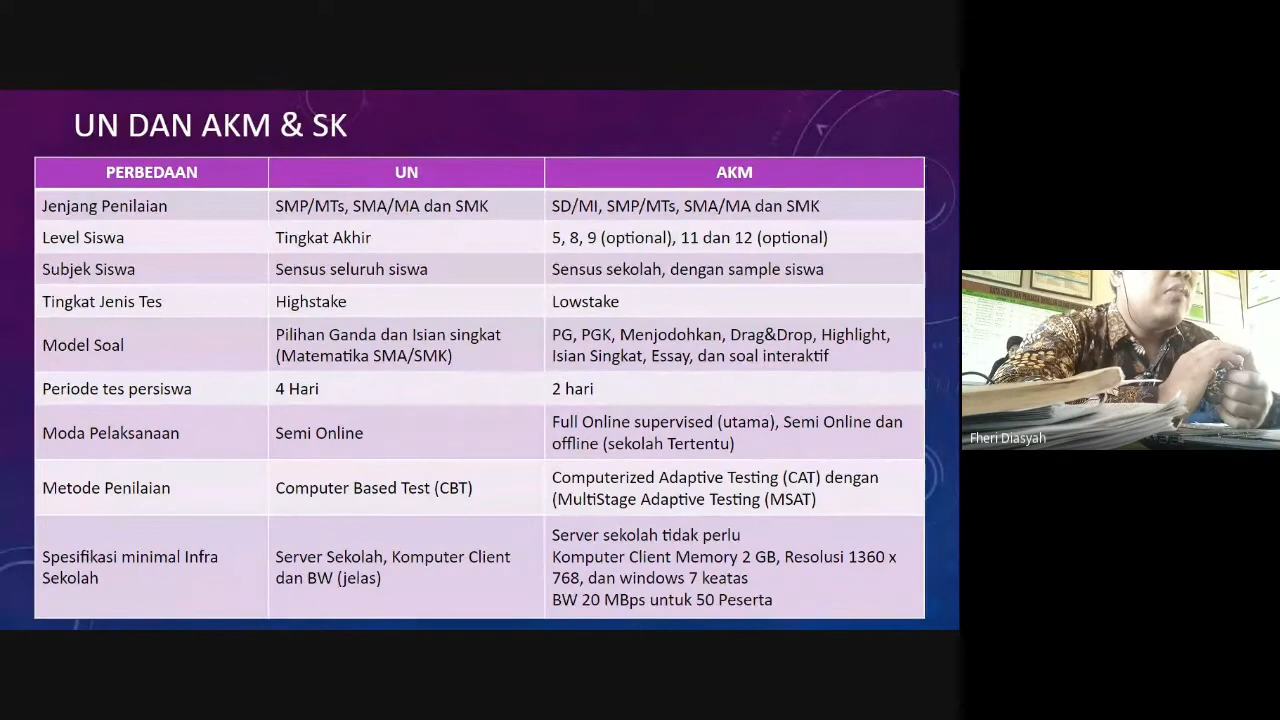 UN DAN AKM & SK
PERBEDAAN UN AKM
Jenjang Penilaian SMP/MTs, SMA/MA dan SMK SD/MI, SMP/MTs, SMA/MA dan SMK
Level Siswa Tingkat Akhir 5, 8, 9 (optional), 11 dan 12 (optional)
Subjek Siswa Sensus seluruh siswa Sensus sekolah, dengan sample siswa
Tingkat Jenis Tes Highstake Lowstake
Model Soal
Pilihan Ganda dan Isian singkat
(Matematika SMA/SMK)
PG, PGK, Menjodohkan, Drag&Drop, Highlight,
Isian Singkat, Essay, dan soal interaktif
Periode tes persiswa 4 Hari 2 hari
Moda Pelaksanaan Semi Online
Full Online supervised (utama), Semi Online dan
offline (sekolah Tertentu)
Metode Penilaian Computer Based Test (CBT)
Computerized Adaptive Testing (CAT) dengan
(MultiStage Adaptive Testing (MSAT)
Spesifikasi minimal Infra
Sekolah
Server Sekolah, Komputer Client
dan BW (jelas)
Server sekolah tidak perlu
Komputer Client Memory 2 GB, Resolusi 1360 x
768, dan windows 7 keatas
BW 20 MBps untuk 50 Peserta
Fheri Diasyah